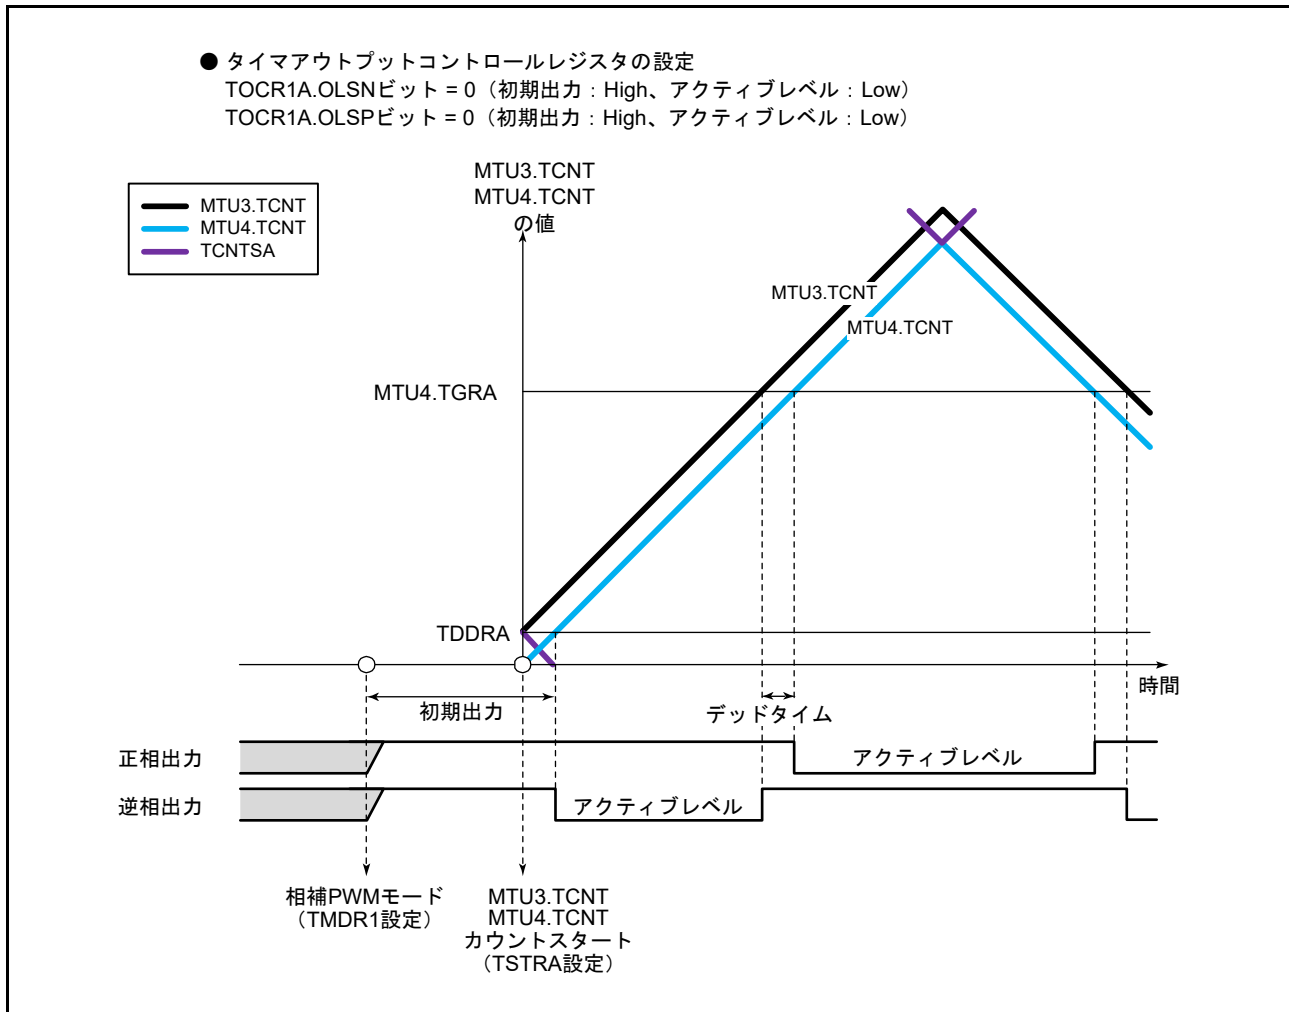 ● タイマアウトプットコントロールレジスタの設定
TOCR1A.OLSNビット = 0（初期出力：High、アクティブレベル：Low）
TOCR1A.OLSPビット = 0（初期出力：High、アクティブレベル：Low）
MTU3.TCNT
MTU4.TCNT
の値
MTU3.TCNT
MTU4.TCNT
TCNTSA
MTU3.TCNT
MTU4.TCNT
MTU4.TGRA
TDDRA
時間
初期出力
デッドタイム
正相出力
アクティブレベル
逆相出力
アクティブレベル
相補PWMモード
（TMDR1設定）
MTU3.TCNT
MTU4.TCNT
カウントスタート
（TSTRA設定）